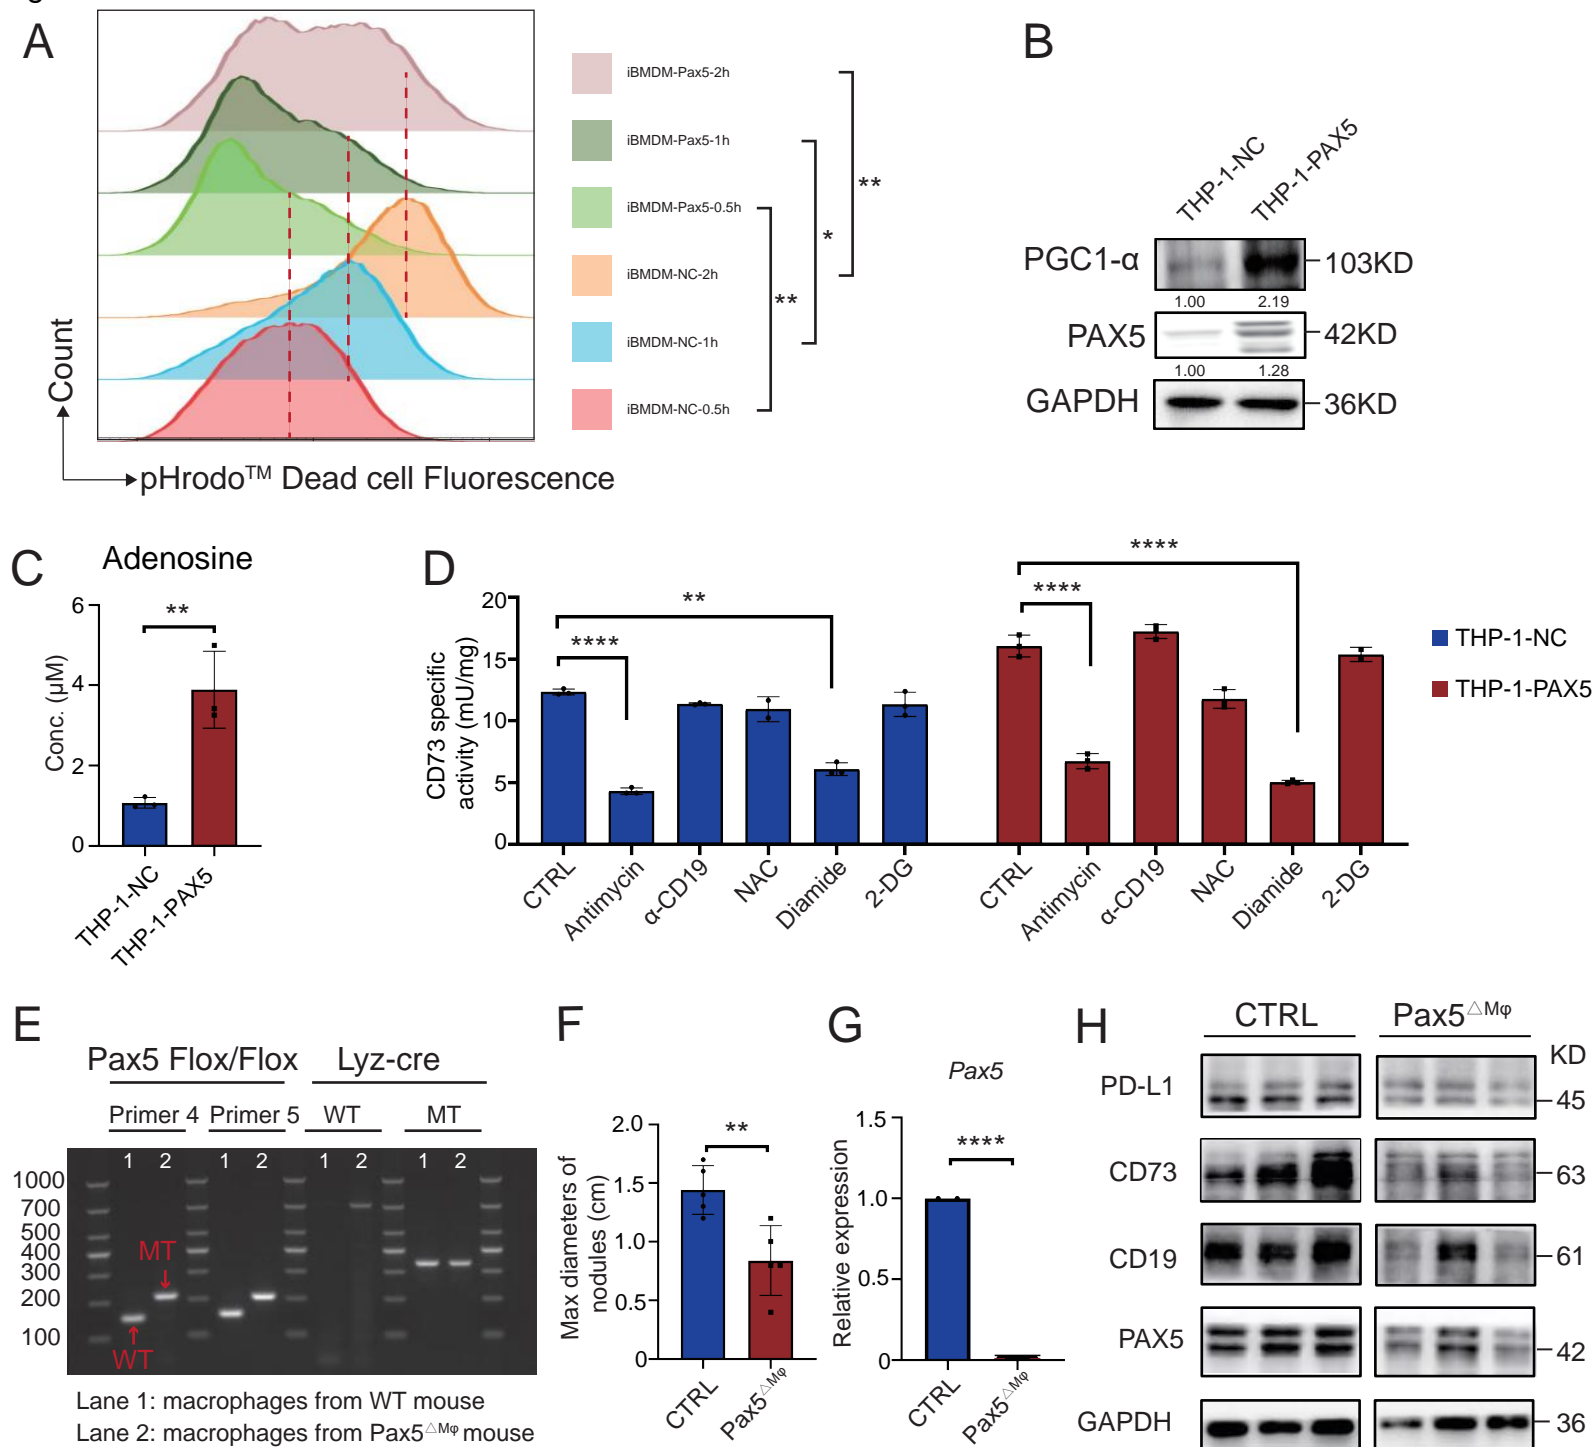 A
iBMDM-Pax5-2h
iBMDM-Pax5-1h
iBMDM-Pax5-0.5h
iBMDM-NC-2h
iBMDM-NC-1h
iBMDM-NC-0.5h
**
*
**
Count
pHrodo™ Dead cell Fluorescence
B
THP-1-NC
THP-1-PAX5
PGC1-α
103KD
1.00 2.19
PAX5
42KD
1.00 1.28
GAPDH
36KD
C
Adenosine
**
Conc. (μM)
6
4
2
0
THP-1-NC
THP-1-PAX5
D
CD73 specific
activity (mU/mg)
20
15
10
5
0
****
**
****
****
CTRL
Antimycin
α-CD19
NAC
Diamide
2-DG
CTRL
Antimycin
α-CD19
NAC
Diamide
2-DG
THP-1-NC
THP-1-PAX5
E
Pax5 Flox/Flox Lyz-cre
Primer 4 Primer 5 WT MT
1 2 1 2 1 2 1 2
1000
700
500
400
300
200
100
MT
WT
Lane 1: macrophages from WT mouse
Lane 2: macrophages from Pax5△Mφ mouse
F
Max diameters of
nodules (cm)
2.0
1.5
1.0
0.5
0
**
CTRL
Pax5△Mφ
G
Pax5
Relative expression
1.5
1.0
0.5
0
****
CTRL
Pax5△Mφ
H
CTRL Pax5△Mφ
KD
PD-L1 45
CD73 63
CD19 61
PAX5 42
GAPDH 36